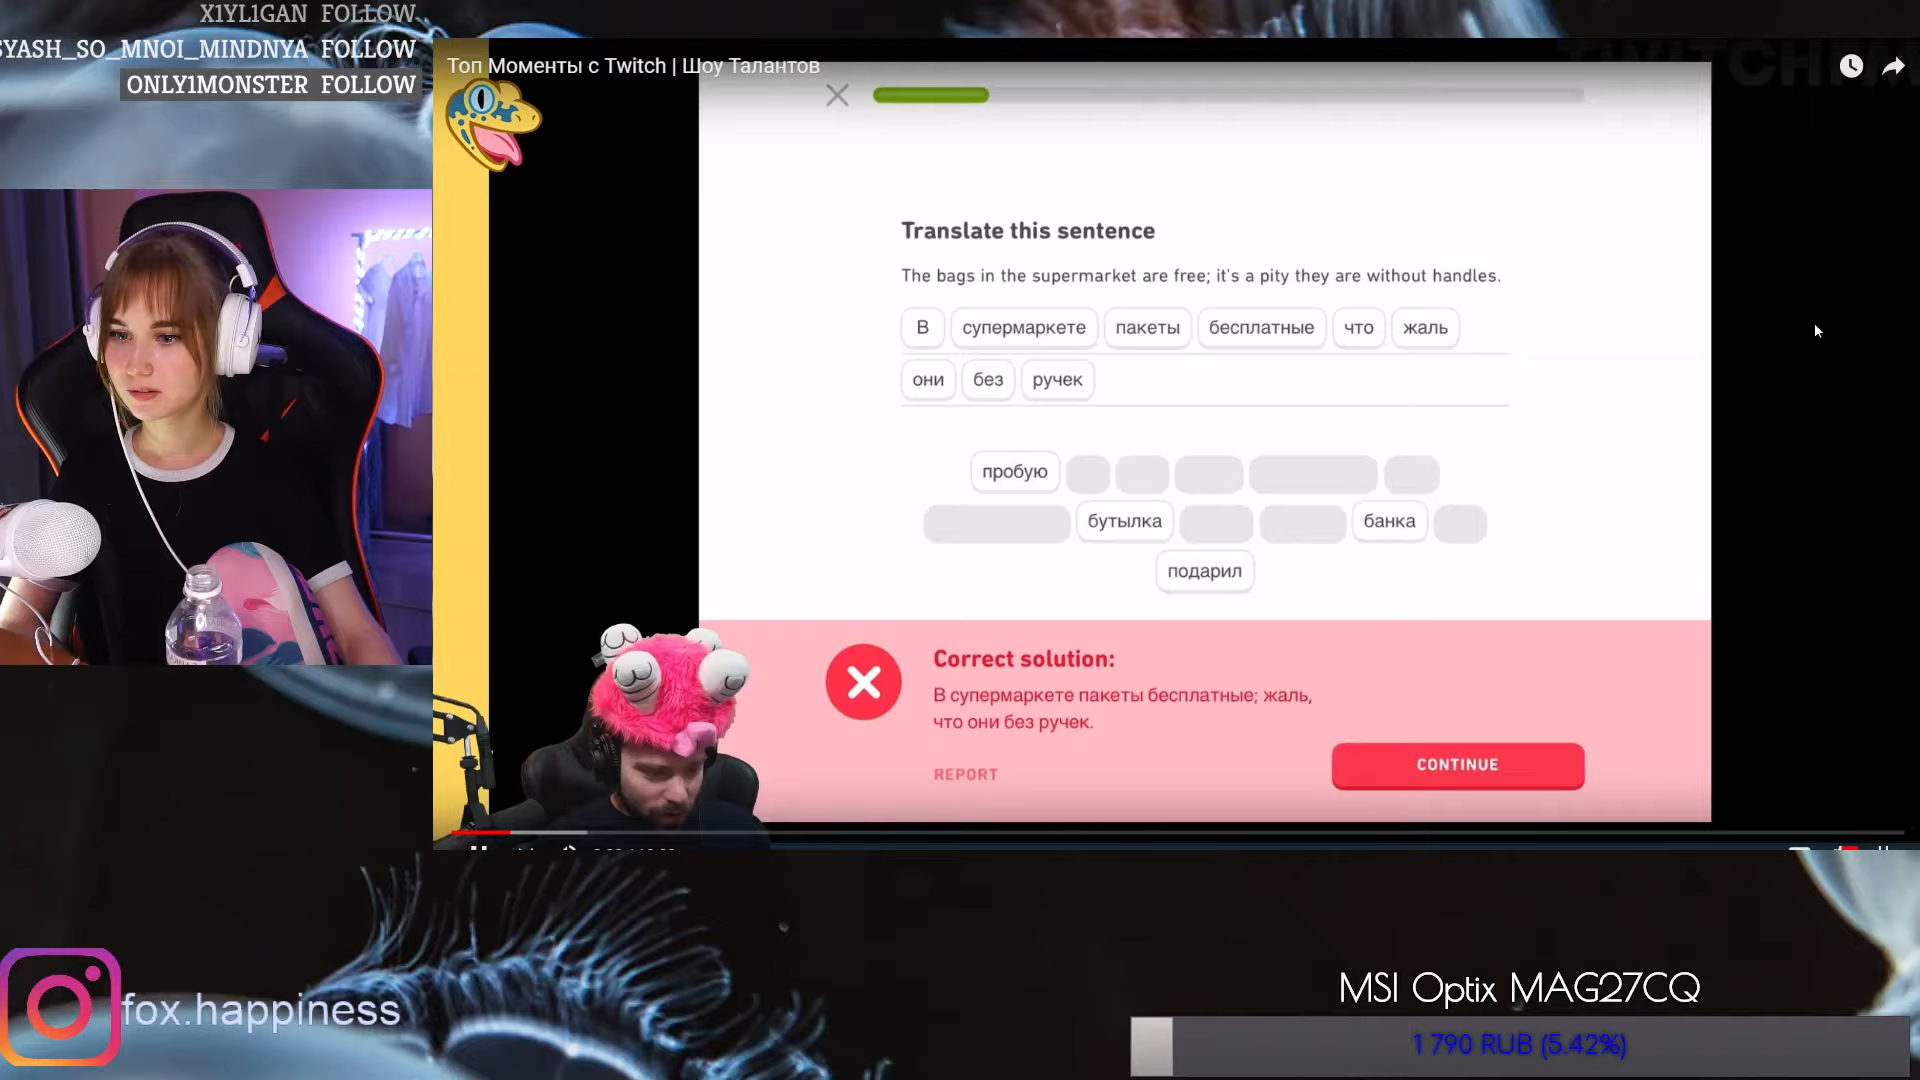 X1YL1GAN FOLLOW
SYASH_SO_MNOI_MINDNYA FOLLOW
ONLY1MONSTER FOLLOW
Топ Моменты с Twitch | Шоу Талантов
Translate this sentence
The bags in the supermarket are free; it's a pity they are without handles.
В супермаркете пакеты бесплатные что жаль
они без ручек
пробую
бутылка банка
подарил
Correct solution:
В супермаркете пакеты бесплатные; жаль,
что они без ручек.
REPORT
CONTINUE
fox.happiness
MSI Optix MAG27CQ
1 790 RUB (5.42%)